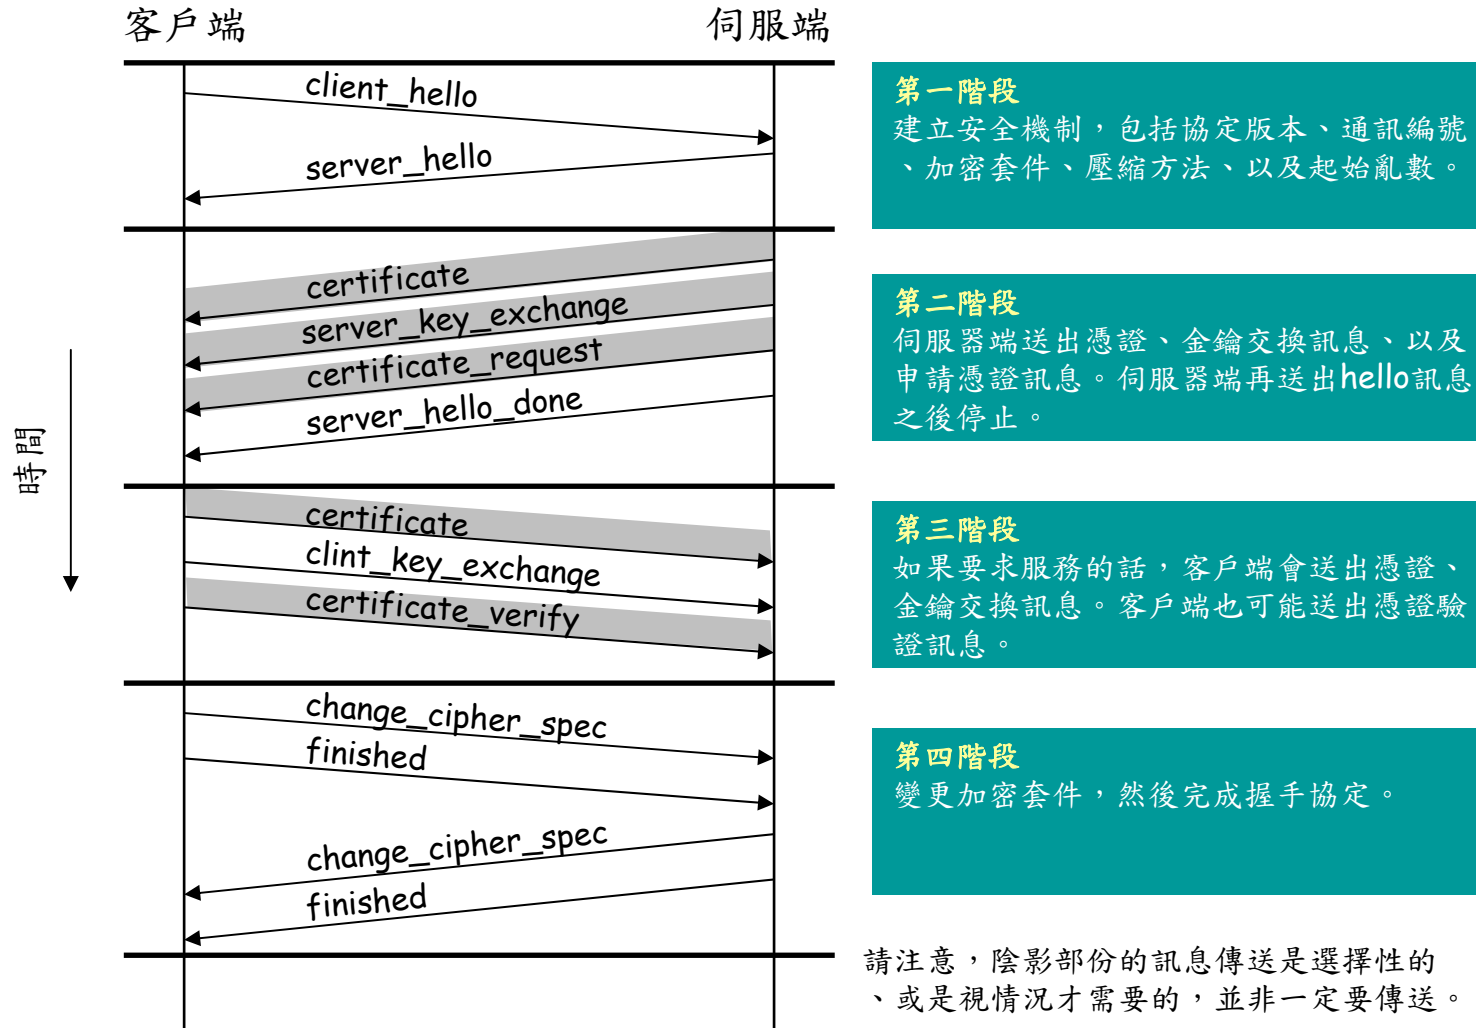 客戶端
伺服端
client_hello
server_hello
第一階段
建立安全機制，包括協定版本、通訊編號
、加密套件、壓縮方法、以及起始亂數。
certificate
server_key_exchange
certificate_request
server_hello_done
第二階段
伺服器端送出憑證、金鑰交換訊息、以及
申請憑證訊息。伺服器端再送出hello訊息
之後停止。
時間
certificate
clint_key_exchange
certificate_verify
第三階段
如果要求服務的話，客戶端會送出憑證、
金鑰交換訊息。客戶端也可能送出憑證驗
證訊息。
change_cipher_spec
finished
change_cipher_spec
finished
第四階段
變更加密套件，然後完成握手協定。
請注意，陰影部份的訊息傳送是選擇性的
、或是視情況才需要的，並非一定要傳送。